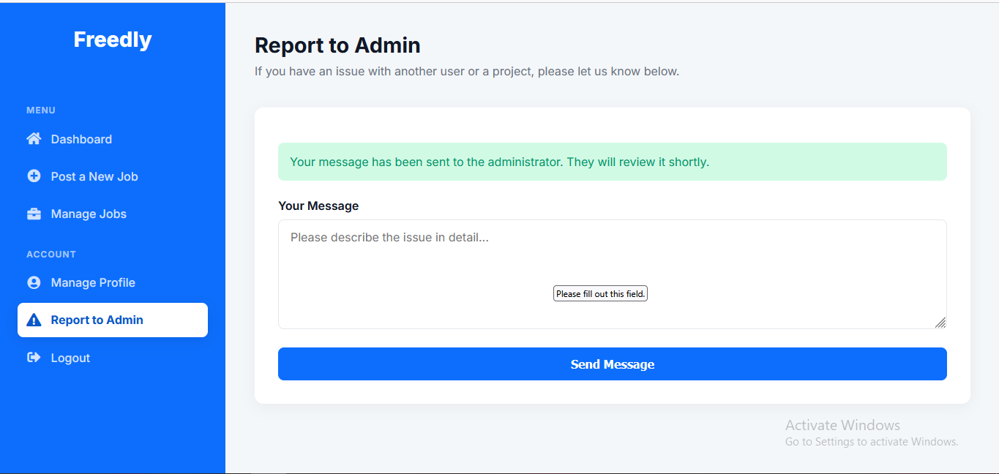 Freedly
MENU
Dashboard
Post a New Job
Manage Jobs
ACCOUNT
Manage Profile
Report to Admin
Logout
Report to Admin
If you have an issue with another user or a project, please let us know below.
Your message has been sent to the administrator. They will review it shortly.
Your Message
Please describe the issue in detail...
Please fill out this field.
Send Message
Activate Windows
Go to Settings to activate Windows.